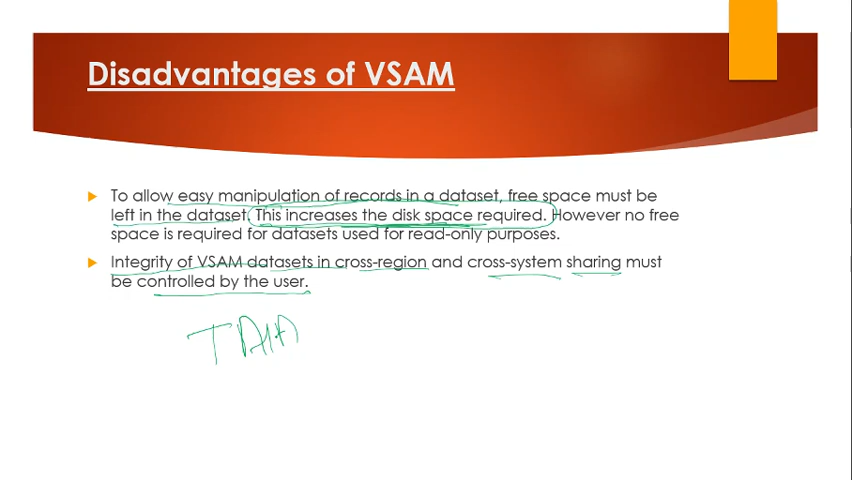 Disadvantages of VSAM
To allow easy manipulation of records in a dataset, free space must be
left in the dataset. This increases the disk space required. However no free
space is required for datasets used for read-only purposes.
Integrity of VSAM datasets in cross-region and cross-system sharing must
be controlled by the user.